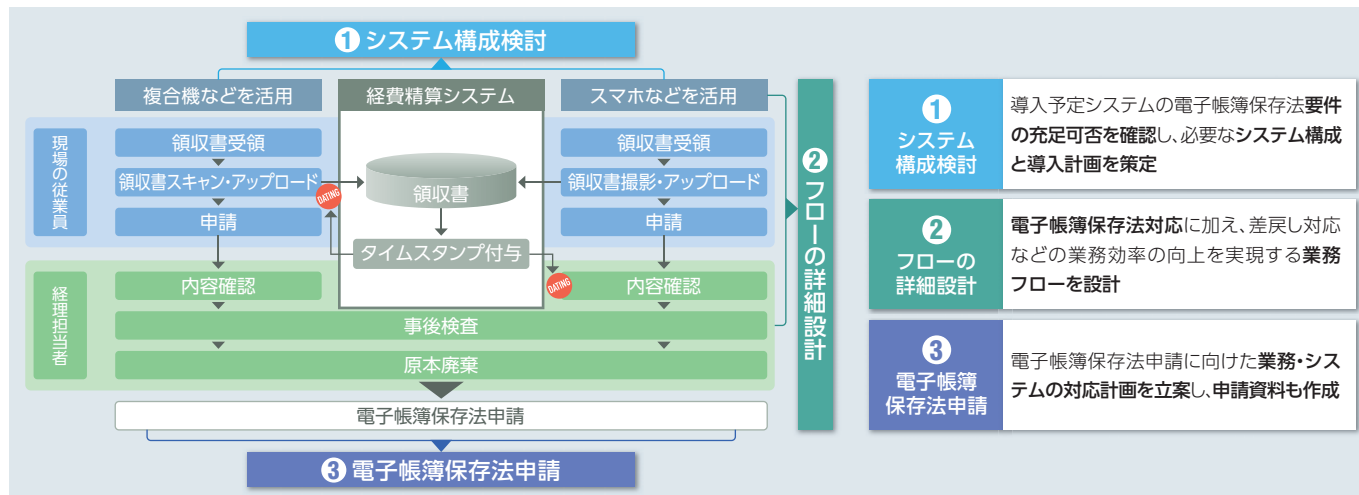 ❶ システム構成検討
複合機などを活用
経費精算システム
スマホなどを活用
現場の従業員
領収書受領
領収書スキャン・アップロード
申請
領収書
タイムスタンプ付与
DATING
DATING
領収書受領
領収書撮影・アップロード
申請
経理担当者
内容確認
内容確認
事後検査
原本廃棄
電子帳簿保存法申請
❸ 電子帳簿保存法申請
❷ フローの詳細設計
❶
システム
構成検討
導入予定システムの電子帳簿保存法要件
の充足可否を確認し、必要なシステム構成
と導入計画を策定
❷
フローの
詳細設計
電子帳簿保存法対応に加え、差戻し対応
などの業務効率の向上を実現する業務
フローを設計
❸
電子帳簿
保存法申請
電子帳簿保存法申請に向けた業務・シス
テムの対応計画を立案し、申請資料も作成